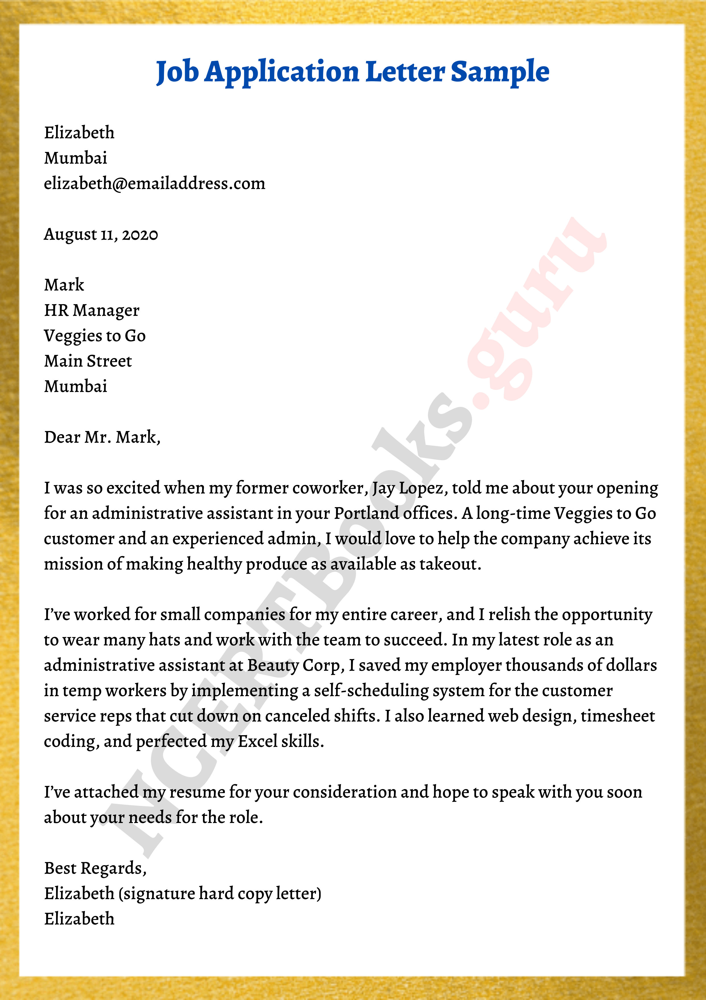 Job Application Letter Sample
Elizabeth
Mumbai
elizabeth@emailaddress.com
August 11, 2020
Mark
HR Manager
Veggies to Go
Main Street
Mumbai
Dear Mr. Mark,
I was so excited when my former coworker, Jay Lopez, told me about your opening
for an administrative assistant in your Portland offices. A long-time Veggies to Go
customer and an experienced admin, I would love to help the company achieve its
mission of making healthy produce as available as takeout.
I’ve worked for small companies for my entire career, and I relish the opportunity
to wear many hats and work with the team to succeed. In my latest role as an
administrative assistant at Beauty Corp, I saved my employer thousands of dollars
in temp workers by implementing a self-scheduling system for the customer
service reps that cut down on canceled shifts. I also learned web design, timesheet
coding, and perfected my Excel skills.
I’ve attached my resume for your consideration and hope to speak with you soon
about your needs for the role.
Best Regards,
Elizabeth (signature hard copy letter)
Elizabeth
NCERTBooks.guru